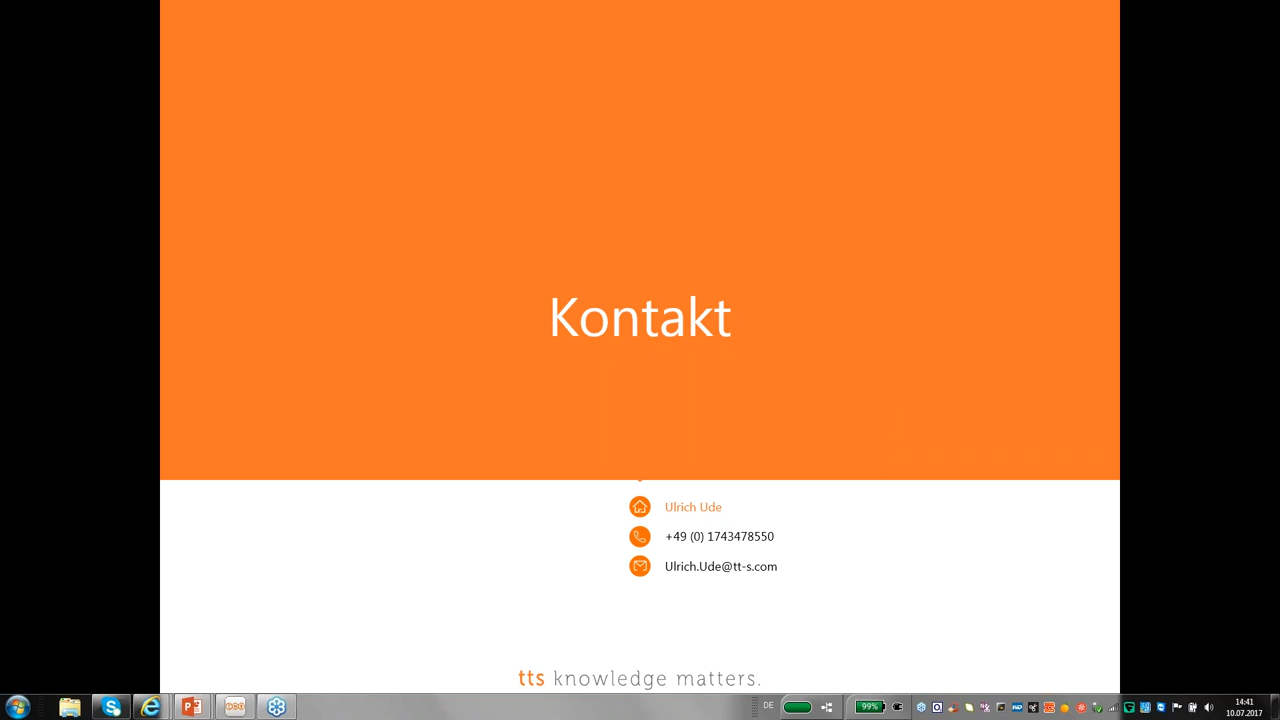 Kontakt
Ulrich Ude
+49 (0) 1743478550
Ulrich.Ude@tt-s.com
tts knowledge matters.
DE
99%
14:41
10.07.2017